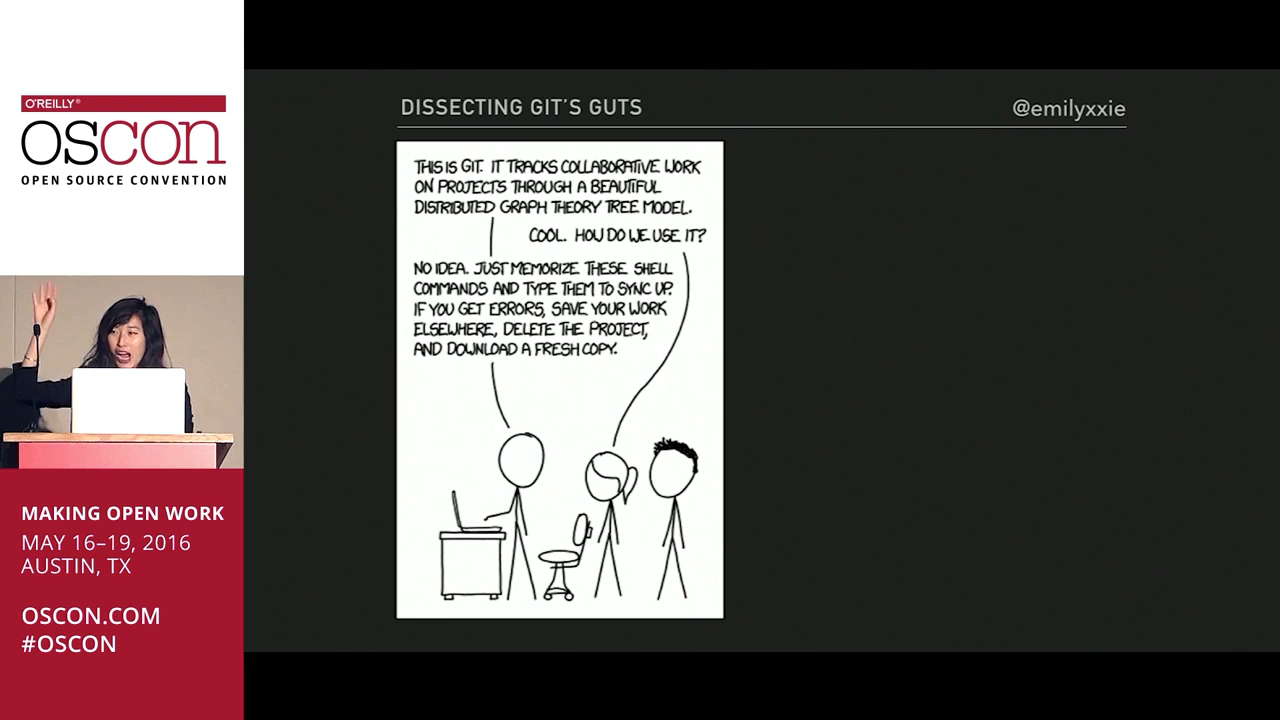 O'REILLY®
OSCON
OPEN SOURCE CONVENTION
MAKING OPEN WORK
MAY 16–19, 2016
AUSTIN, TX
OSCON.COM
#OSCON
DISSECTING GIT'S GUTS
@emilyxxie
THIS IS GIT. IT TRACKS COLLABORATIVE WORK
ON PROJECTS THROUGH A BEAUTIFUL
DISTRIBUTED GRAPH THEORY TREE MODEL.
COOL. HOW DO WE USE IT?
NO IDEA. JUST MEMORIZE THESE SHELL
COMMANDS AND TYPE THEM TO SYNC UP.
IF YOU GET ERRORS, SAVE YOUR WORK
ELSEWHERE, DELETE THE PROJECT,
AND DOWNLOAD A FRESH COPY.